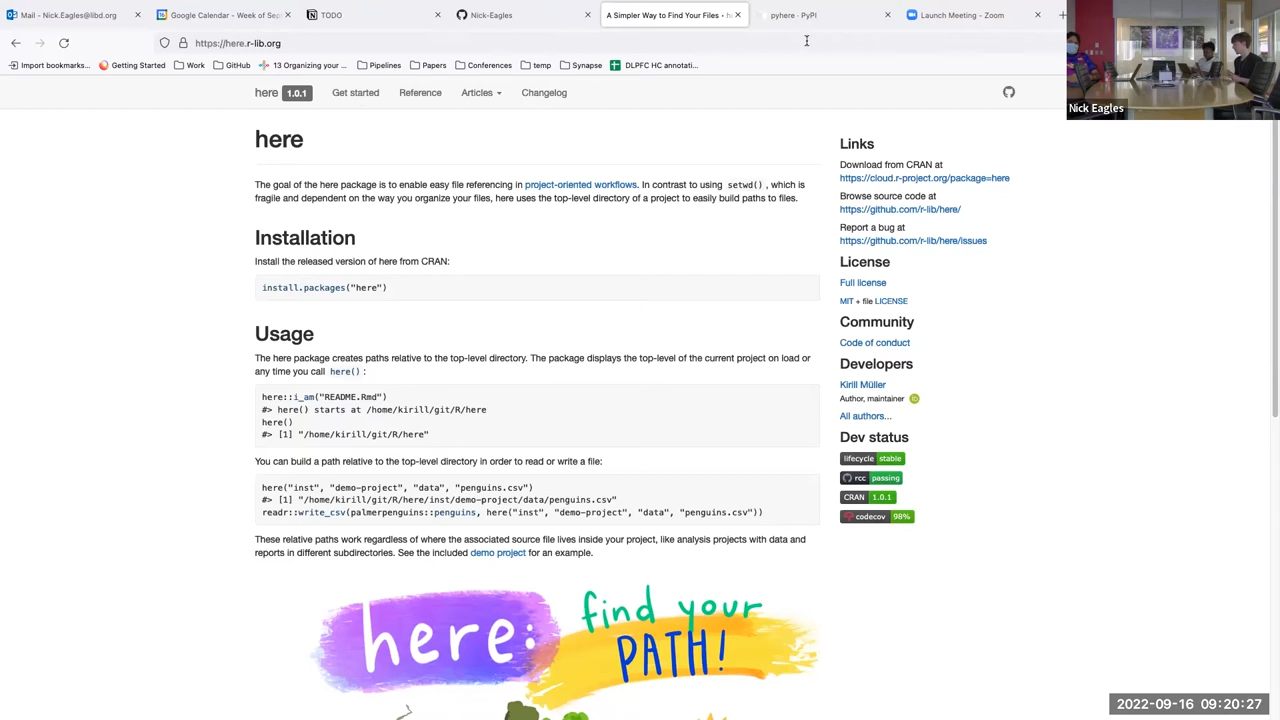 Mail - Nick.Eagles@libd.org
Google Calendar - Week of Sep
TODO
Nick-Eagles
A Simpler Way to Find Your Files • h
pyhere · PyPI
Launch Meeting - Zoom
https://here.r-lib.org
Import bookmarks...
Getting Started
Work
GitHub
13 Organizing your ...
Pipelines
Papers
Conferences
temp
Synapse
DLPFC HC annotati...
Nick Eagles
here 1.0.1
Get started
Reference
Articles
Changelog
here
The goal of the here package is to enable easy file referencing in project-oriented workflows. In contrast to using setwd(), which is
fragile and dependent on the way you organize your files, here uses the top-level directory of a project to easily build paths to files.
Installation
Install the released version of here from CRAN:
install.packages("here")
Usage
The here package creates paths relative to the top-level directory. The package displays the top-level of the current project on load or
any time you call here() :
here::i_am("README.Rmd")
#> here() starts at /home/kirill/git/R/here
here()
#> [1] "/home/kirill/git/R/here"
You can build a path relative to the top-level directory in order to read or write a file:
here("inst", "demo-project", "data", "penguins.csv")
#> [1] "/home/kirill/git/R/here/inst/demo-project/data/penguins.csv"
readr::write_csv(palmerpenguins::penguins, here("inst", "demo-project", "data", "penguins.csv"))
These relative paths work regardless of where the associated source file lives inside your project, like analysis projects with data and
reports in different subdirectories. See the included demo project for an example.
here:
find your
PATH!
Links
Download from CRAN at
https://cloud.r-project.org/package=here
Browse source code at
https://github.com/r-lib/here/
Report a bug at
https://github.com/r-lib/here/issues
License
Full license
MIT + file LICENSE
Community
Code of conduct
Developers
Kirill Müller
Author, maintainer
All authors...
Dev status
lifecycle stable
rcc passing
CRAN 1.0.1
codecov 98%
2022-09-16 09:20:27